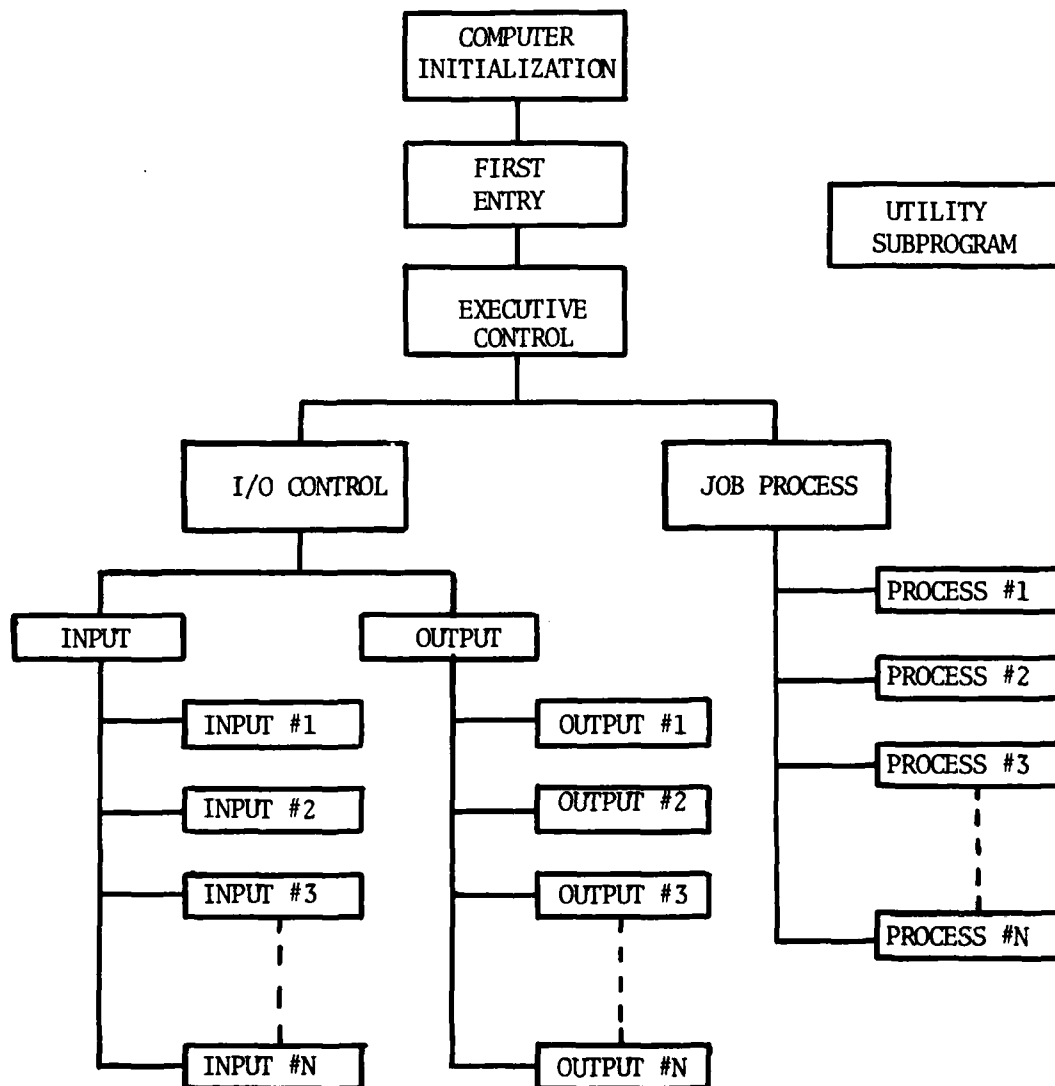 COMPUTER
INITIALIZATION
FIRST
ENTRY
UTILITY
SUBPROGRAM
EXECUTIVE
CONTROL
I/O CONTROL
JOB PROCESS
INPUT
OUTPUT
PROCESS #1
PROCESS #2
PROCESS #3
PROCESS #N
INPUT #1
INPUT #2
INPUT #3
INPUT #N
OUTPUT #1
OUTPUT #2
OUTPUT #3
OUTPUT #N